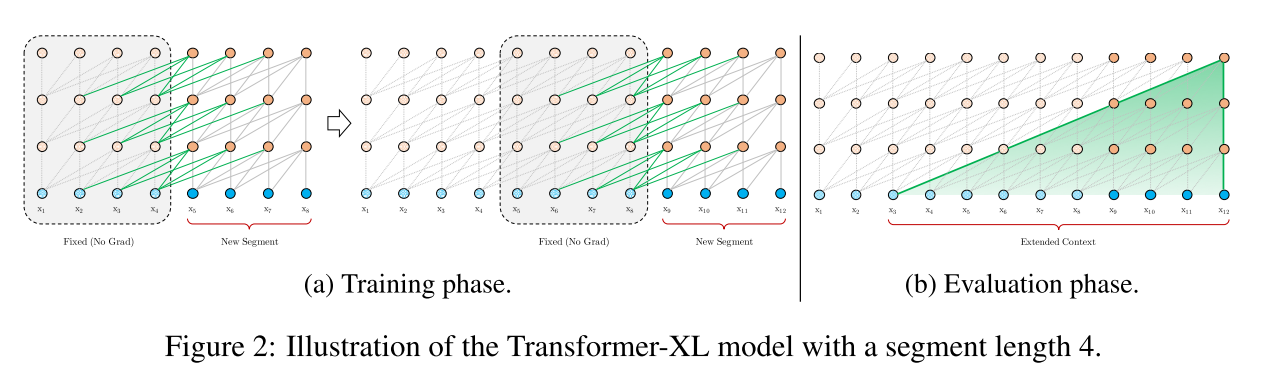 x₁ x₂ x₃ x₄ x₅ x₆ x₇ x₈
Fixed (No Grad) New Segment
x₁ x₂ x₃ x₄ x₅ x₆ x₇ x₈ x₉ x₁₀ x₁₁ x₁₂
Fixed (No Grad) New Segment
(a) Training phase.
x₁ x₂ x₃ x₄ x₅ x₆ x₇ x₈ x₉ x₁₀ x₁₁ x₁₂
Extended Context
(b) Evaluation phase.
Figure 2: Illustration of the Transformer-XL model with a segment length 4.